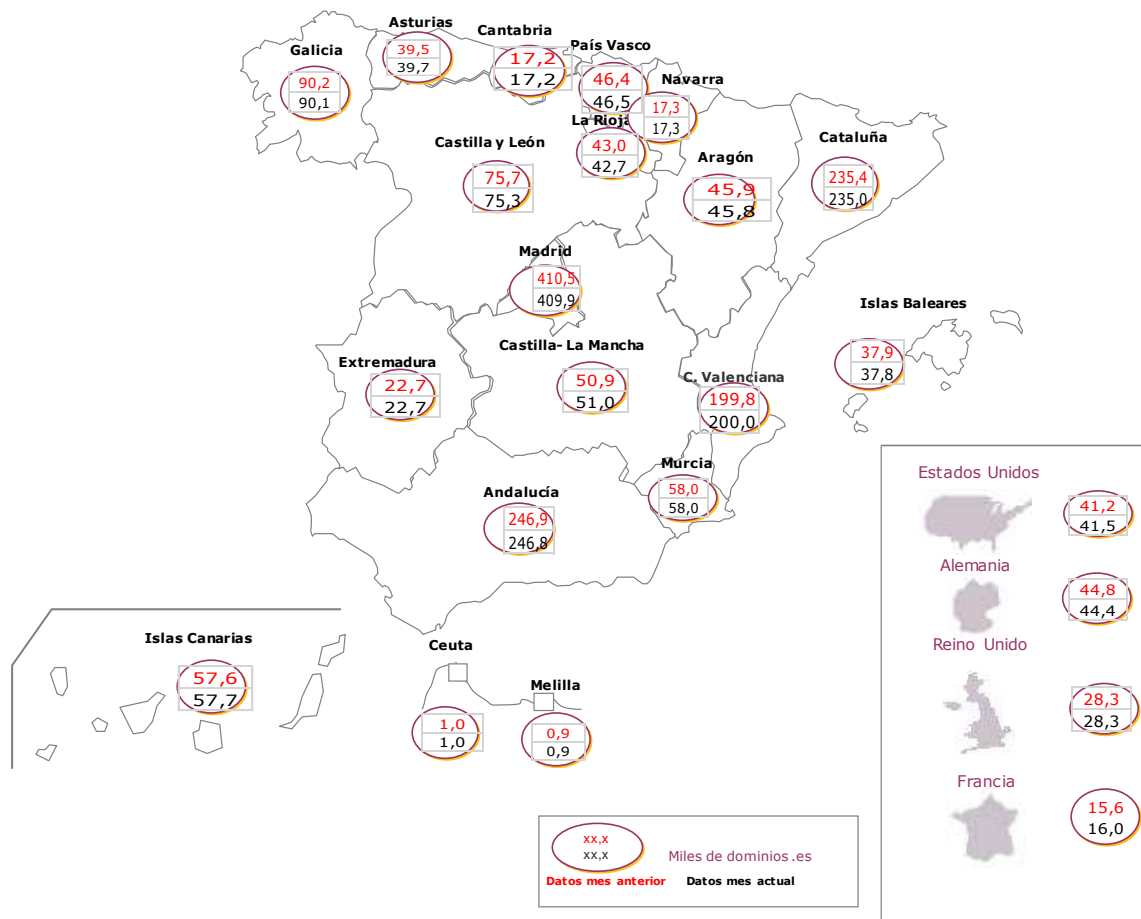 Asturias
39,5
39,7
Cantabria
17,2
17,2
País Vasco
46,4
46,5
Galicia
90,2
90,1
Navarra
17,3
17,3
La Rioja
43,0
42,7
Castilla y León
75,7
75,3
Aragón
45,9
45,8
Cataluña
235,4
235,0
Madrid
410,5
409,9
Islas Baleares
37,9
37,8
Castilla- La Mancha
50,9
51,0
Extremadura
22,7
22,7
C. Valenciana
199,8
200,0
Murcia
58,0
58,0
Andalucía
246,9
246,8
Estados Unidos
41,2
41,5
Alemania
44,8
44,4
Reino Unido
28,3
28,3
Francia
15,6
16,0
Islas Canarias
57,6
57,7
Ceuta
1,0
1,0
Melilla
0,9
0,9
xx,x
xx,x
Miles de dominios .es
Datos mes anterior Datos mes actual